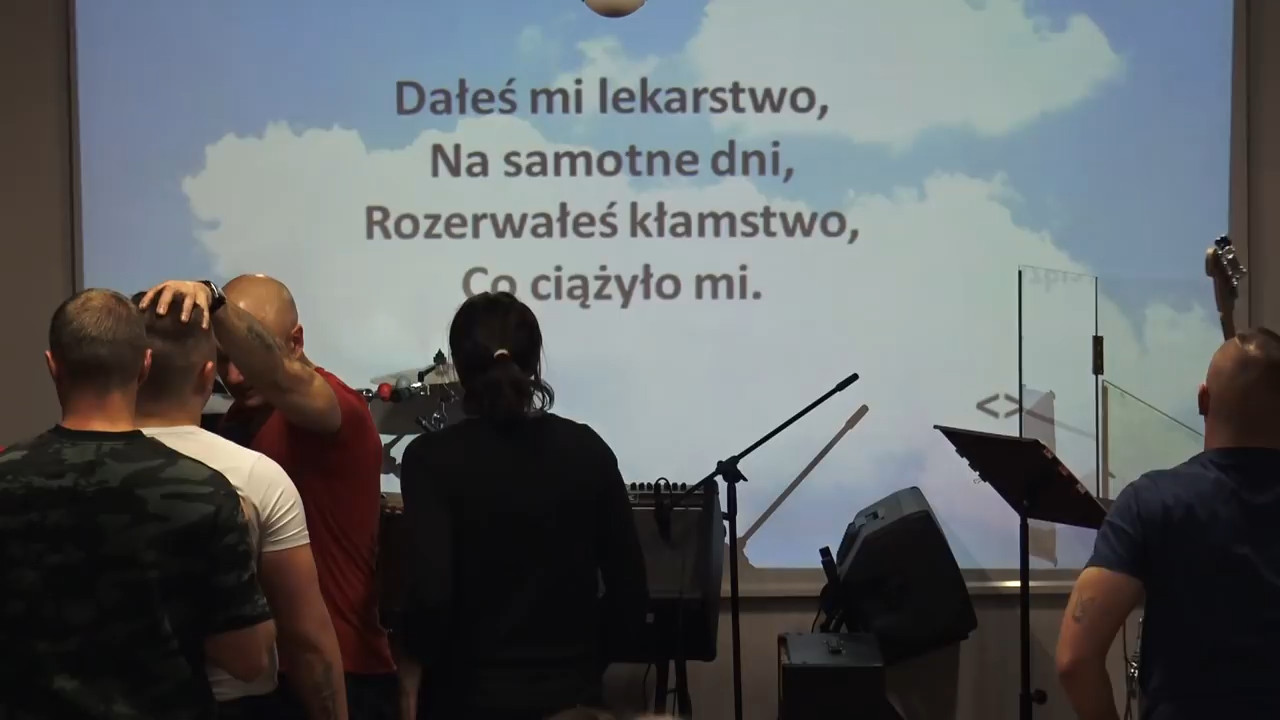 Dałeś mi lekarstwo,
Na samotne dni,
Rozerwałeś kłamstwo,
Co ciążyło mi.
<>